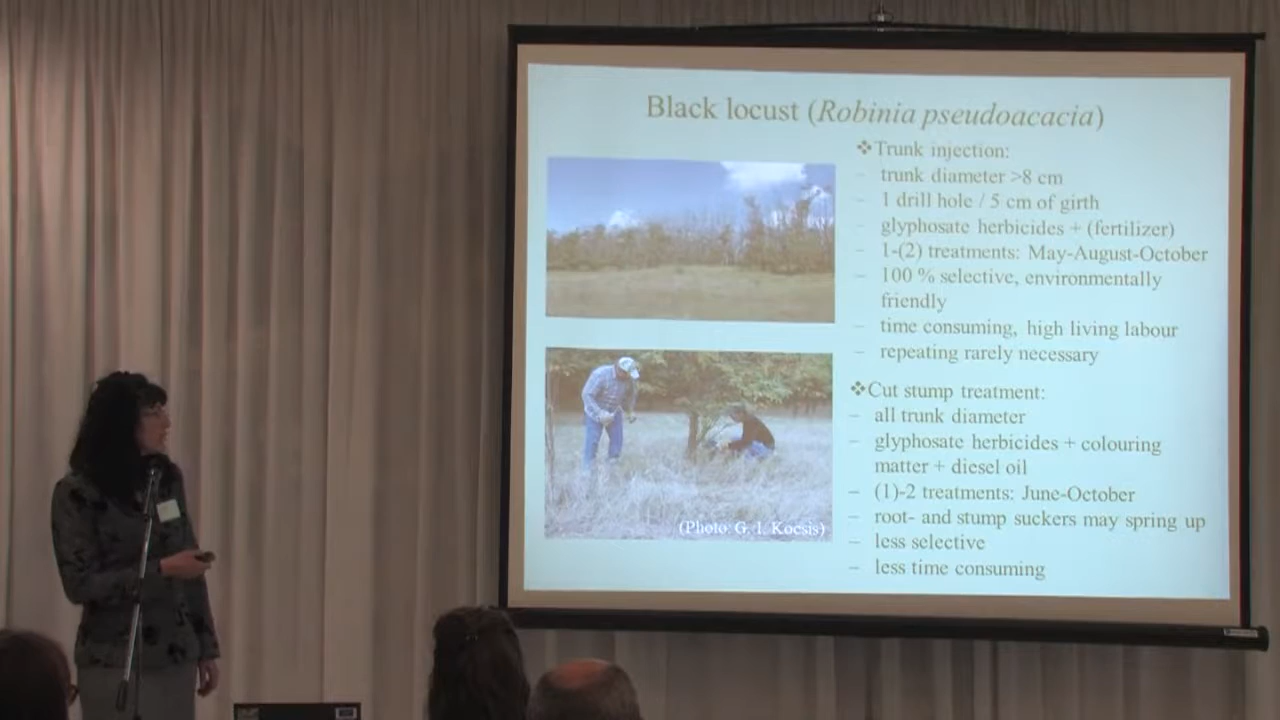 Black locust (Robinia pseudoacacia)
❖Trunk injection:
– trunk diameter >8 cm
– 1 drill hole / 5 cm of girth
– glyphosate herbicides + (fertilizer)
– 1-(2) treatments: May-August-October
– 100 % selective, environmentally
friendly
– time consuming, high living labour
– repeating rarely necessary
❖Cut stump treatment:
– all trunk diameter
– glyphosate herbicides + colouring
matter + diesel oil
– (1)-2 treatments: June-October
– root- and stump suckers may spring up
– less selective
– less time consuming
(Photo: G. I. Kocsis)